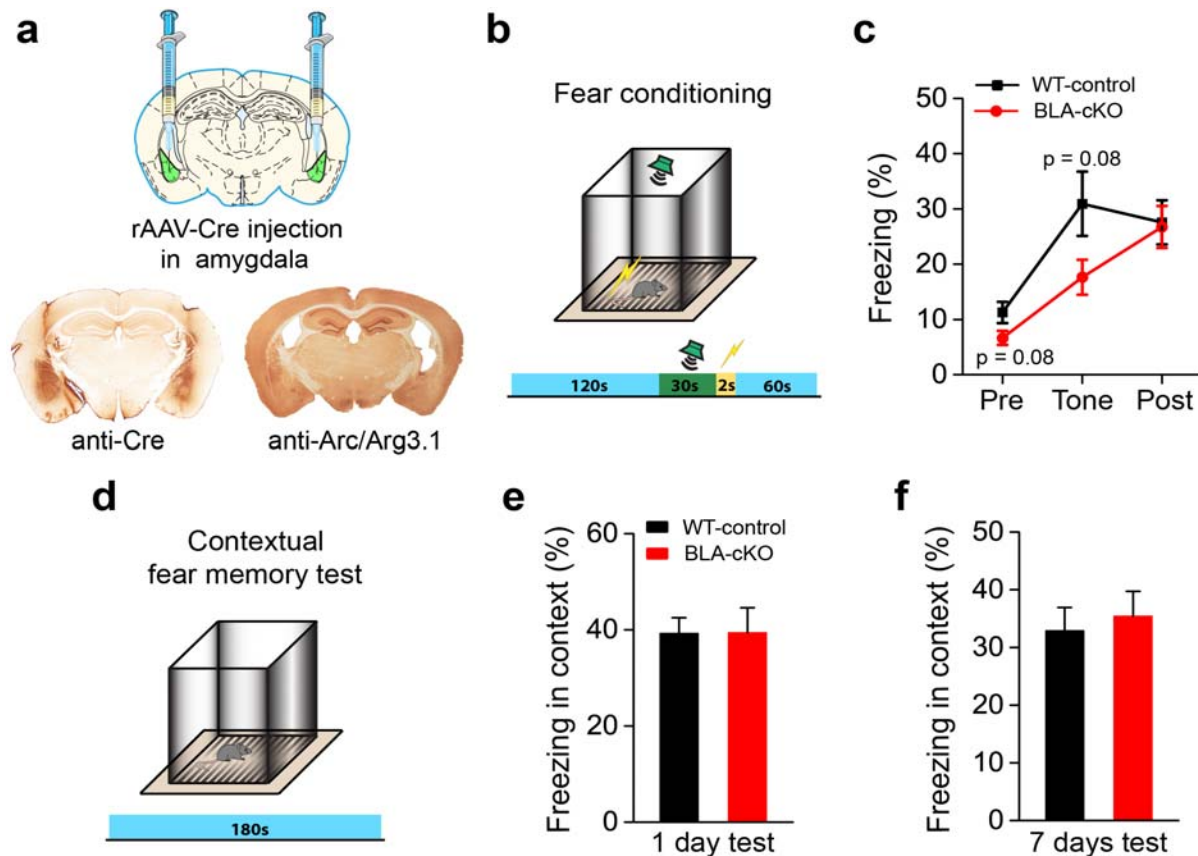 a
rAAV-Cre injection
in amygdala
anti-Cre
anti-Arc/Arg3.1
b
Fear conditioning
120s
30s
2s
60s
c
WT-control
BLA-cKO
Freezing (%)
50
40
30
20
10
0
p = 0.08
p = 0.08
Pre
Tone
Post
d
Contextual
fear memory test
180s
e
Freezing in context (%)
60
40
20
0
WT-control
BLA-cKO
1 day test
f
Freezing in context (%)
50
40
30
20
10
0
7 days test